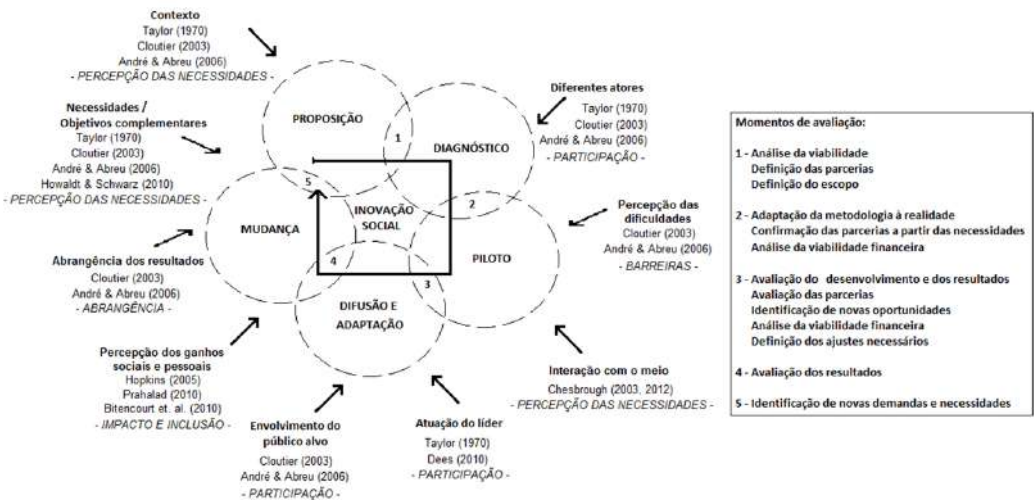 Contexto
Taylor (1970)
Cloutier (2003)
André & Abreu (2006)
- PERCEPÇÃO DAS NECESSIDADES -
Necessidades /
Objetivos complementares
Taylor (1970)
Cloutier (2003)
André & Abreu (2006)
Howaldt & Schwarz (2010)
- PERCEPÇÃO DAS NECESSIDADES -
Abrangência dos resultados
Cloutier (2003)
André & Abreu (2006)
- ABRANGÊNCIA -
Percepção dos ganhos
sociais e pessoais
Hopkins (2005)
Prahalad (2010)
Bitencourt et. al. (2010)
- IMPACTO E INCLUSÃO -
Envolvimento do
público alvo
Cloutier (2003)
André & Abreu (2006)
- PARTICIPAÇÃO -
Atuação do líder
Taylor (1970)
Dees (2010)
- PARTICIPAÇÃO -
Interação com o meio
Chesbrough (2003, 2012)
- PERCEPÇÃO DAS NECESSIDADES -
Percepção das
dificuldades
Cloutier (2003)
André & Abreu (2006)
- BARREIRAS -
Diferentes atores
Taylor (1970)
Cloutier (2003)
André & Abreu (2006)
- PARTICIPAÇÃO -
PROPOSIÇÃO
1
DIAGNÓSTICO
2
PILOTO
3
DIFUSÃO E
ADAPTAÇÃO
4
MUDANÇA
5
INOVAÇÃO
SOCIAL
Momentos de avaliação:
1 - Análise da viabilidade
Definição das parcerias
Definição do escopo
2 - Adaptação da metodologia à realidade
Confirmação das parcerias a partir das necessidades
Análise da viabilidade financeira
3 - Avaliação do desenvolvimento e dos resultados
Avaliação das parcerias
Identificação de novas oportunidades
Análise da viabilidade financeira
Definição dos ajustes necessários
4 - Avaliação dos resultados
5 - Identificação de novas demandas e necessidades